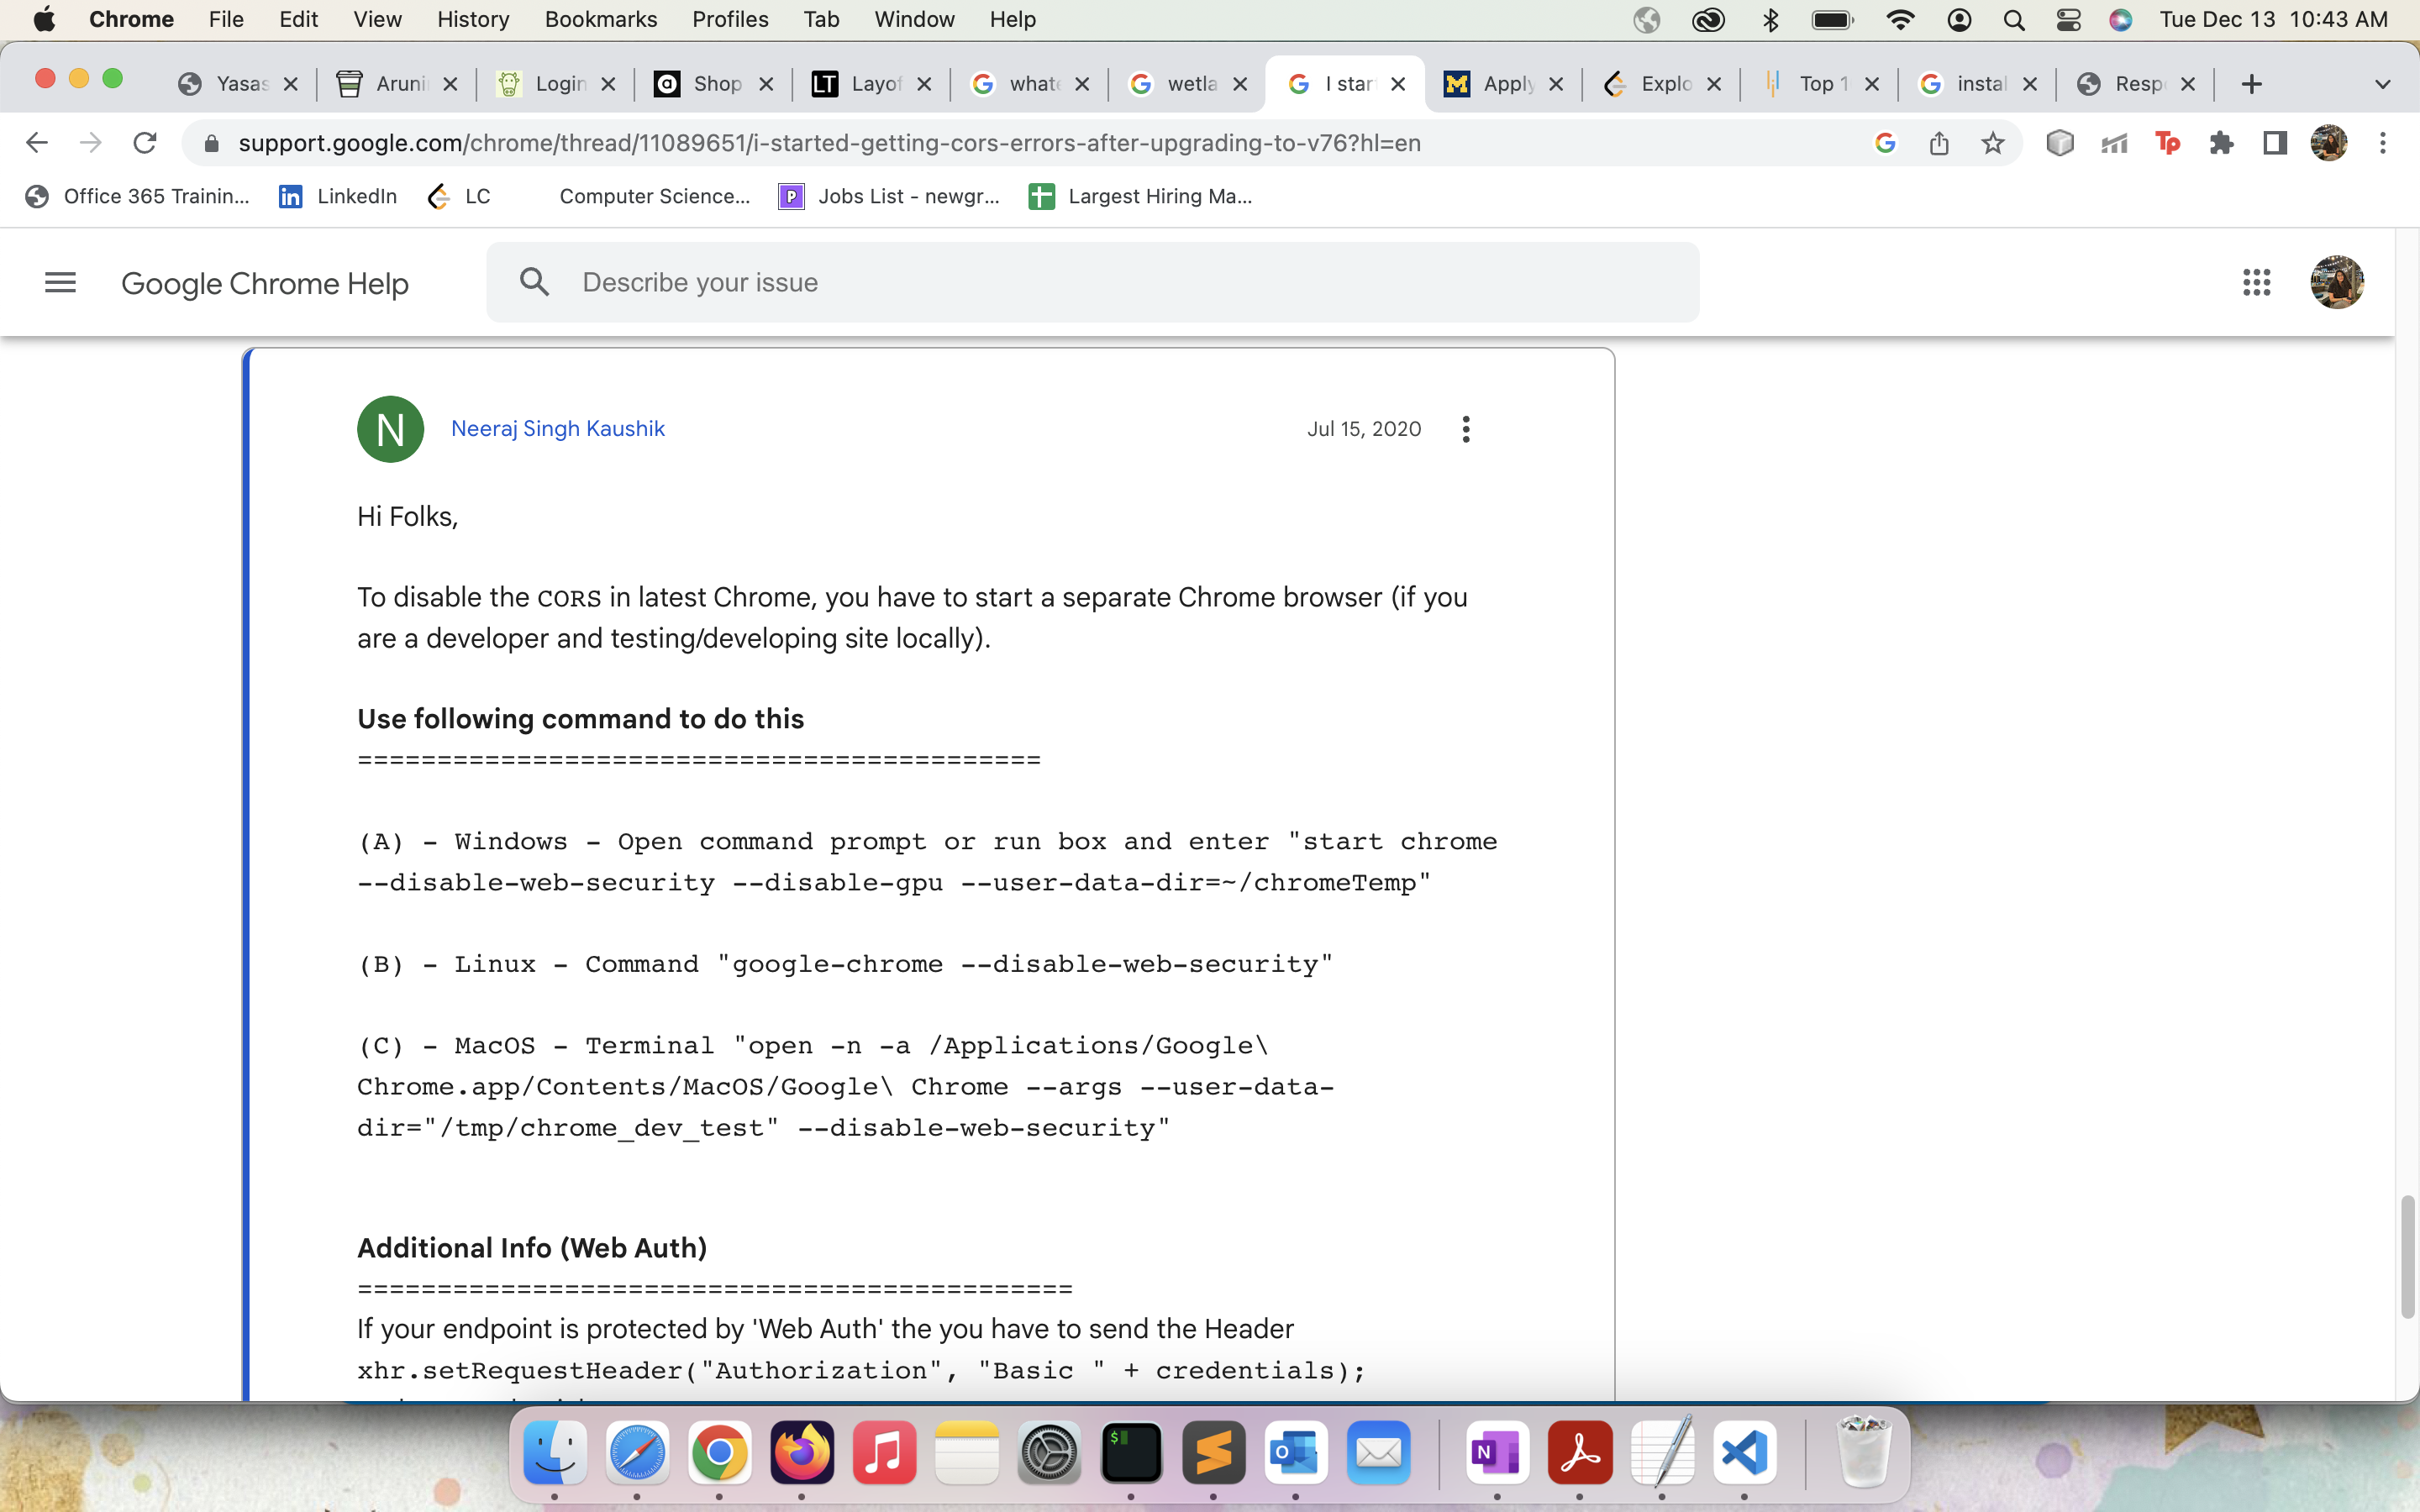 Chrome File Edit View History Bookmarks Profiles Tab Window Help Tue Dec 13 10:43 AM
Yasas Aruni Login Shop Layof whate wetla I star Apply Explo Top 1 instal Resp
support.google.com/chrome/thread/11089651/i-started-getting-cors-errors-after-upgrading-to-v76?hl=en
Office 365 Trainin... LinkedIn LC Computer Science... Jobs List - newgr... Largest Hiring Ma...
Google Chrome Help Describe your issue
N Neeraj Singh Kaushik Jul 15, 2020
Hi Folks,
To disable the CORS in latest Chrome, you have to start a separate Chrome browser (if you
are a developer and testing/developing site locally).
Use following command to do this
===========================================
(A) - Windows - Open command prompt or run box and enter "start chrome
--disable-web-security --disable-gpu --user-data-dir=~/chromeTemp"
(B) - Linux - Command "google-chrome --disable-web-security"
(C) - MacOS - Terminal "open -n -a /Applications/Google\
Chrome.app/Contents/MacOS/Google\ Chrome --args --user-data-
dir="/tmp/chrome_dev_test" --disable-web-security"
Additional Info (Web Auth)
=============================================
If your endpoint is protected by 'Web Auth' the you have to send the Header
xhr.setRequestHeader("Authorization", "Basic " + credentials);